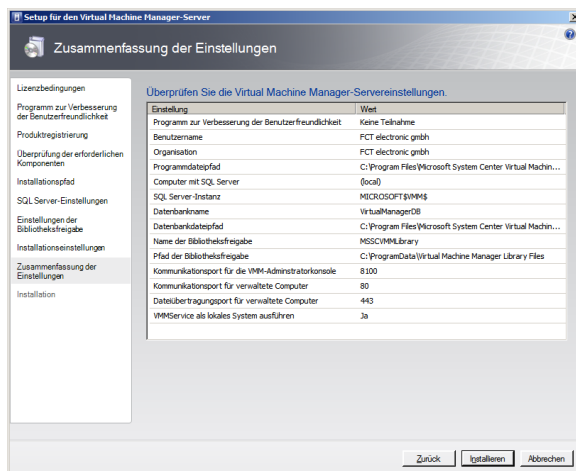 Setup für den Virtual Machine Manager-Server
Zusammenfassung der Einstellungen
Lizenzbedingungen
Programm zur Verbesserung
der Benutzerfreundlichkeit
Produktregistrierung
Überprüfung der erforderlichen
Komponenten
Installationspfad
SQL Server-Einstellungen
Einstellungen der
Bibliotheksfreigabe
Installationseinstellungen
Zusammenfassung der
Einstellungen
Installation
Überprüfen Sie die Virtual Machine Manager-Servereinstellungen.
Einstellung Wert
Programm zur Verbesserung der Benutzerfreundlichkeit Keine Teilnahme
Benutzername FCT electronic gmbh
Organisation FCT electronic gmbh
Programmdateipfad C:\Program Files\Microsoft System Center Virtual Machin...
Computer mit SQL Server (local)
SQL Server-Instanz MICROSOFT$VMM$
Datenbankname VirtualManagerDB
Datenbankdateipfad C:\Program Files\Microsoft System Center Virtual Machin...
Name der Bibliotheksfreigabe MSSCVMMLibrary
Pfad der Bibliotheksfreigabe C:\ProgramData\Virtual Machine Manager Library Files
Kommunikationsport für die VMM-Adminstratorkonsole 8100
Kommunikationsport für verwaltete Computer 80
Dateiübertragungsport für verwaltete Computer 443
VMMService als lokales System ausführen Ja
Zurück Installieren Abbrechen